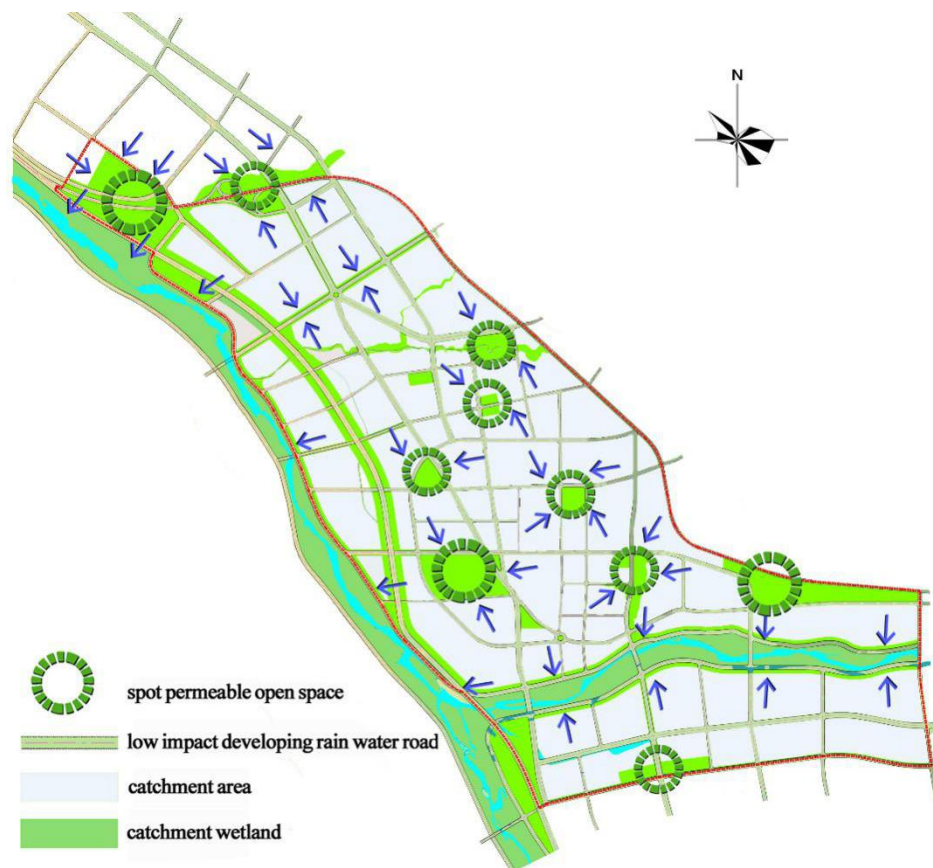 N
spot permeable open space
low impact developing rain water road
catchment area
catchment wetland